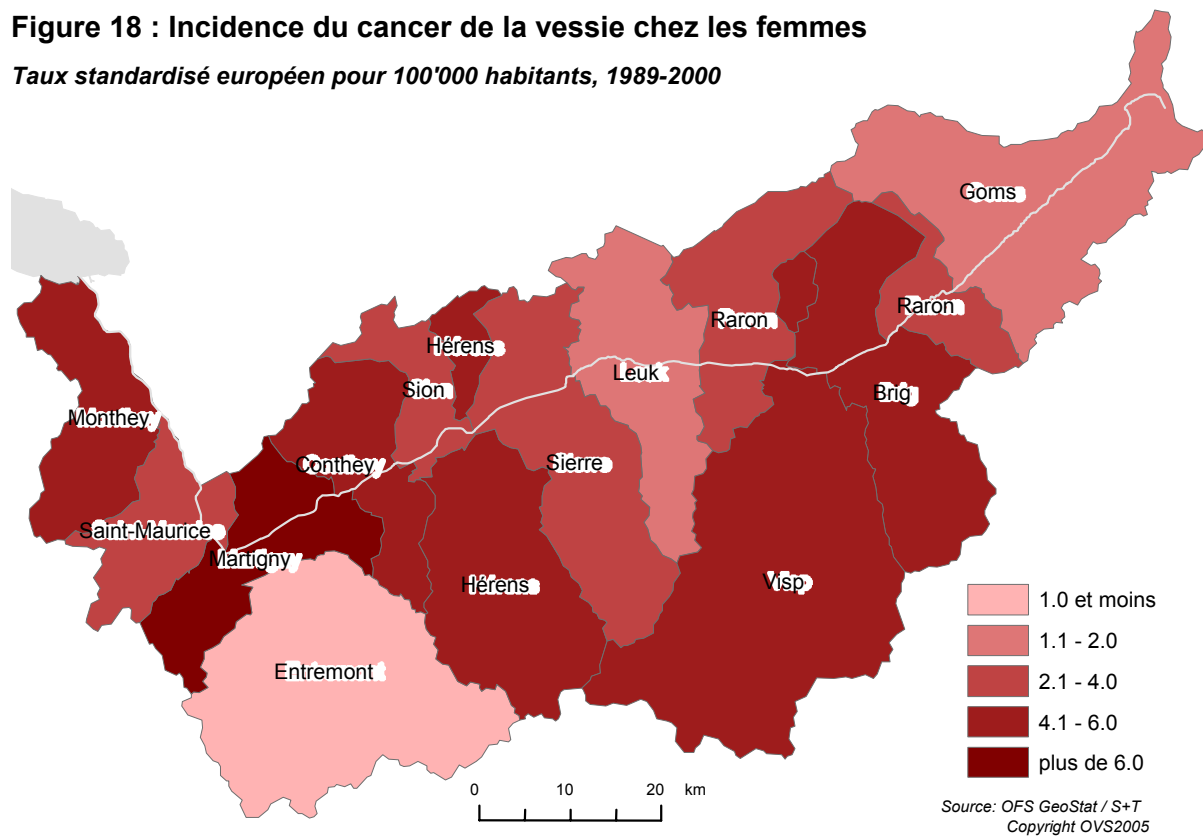 Figure 18 : Incidence du cancer de la vessie chez les femmes
Taux standardisé européen pour 100'000 habitants, 1989-2000
Goms
Raron
Raron
Hérens
Leuk
Sion
Brig
Monthey
Conthey
Sierre
Saint-Maurice
Martigny
Hérens
Visp
Entremont
1.0 et moins
1.1 - 2.0
2.1 - 4.0
4.1 - 6.0
plus de 6.0
0 10 20 km
Source: OFS GeoStat / S+T
Copyright OVS2005